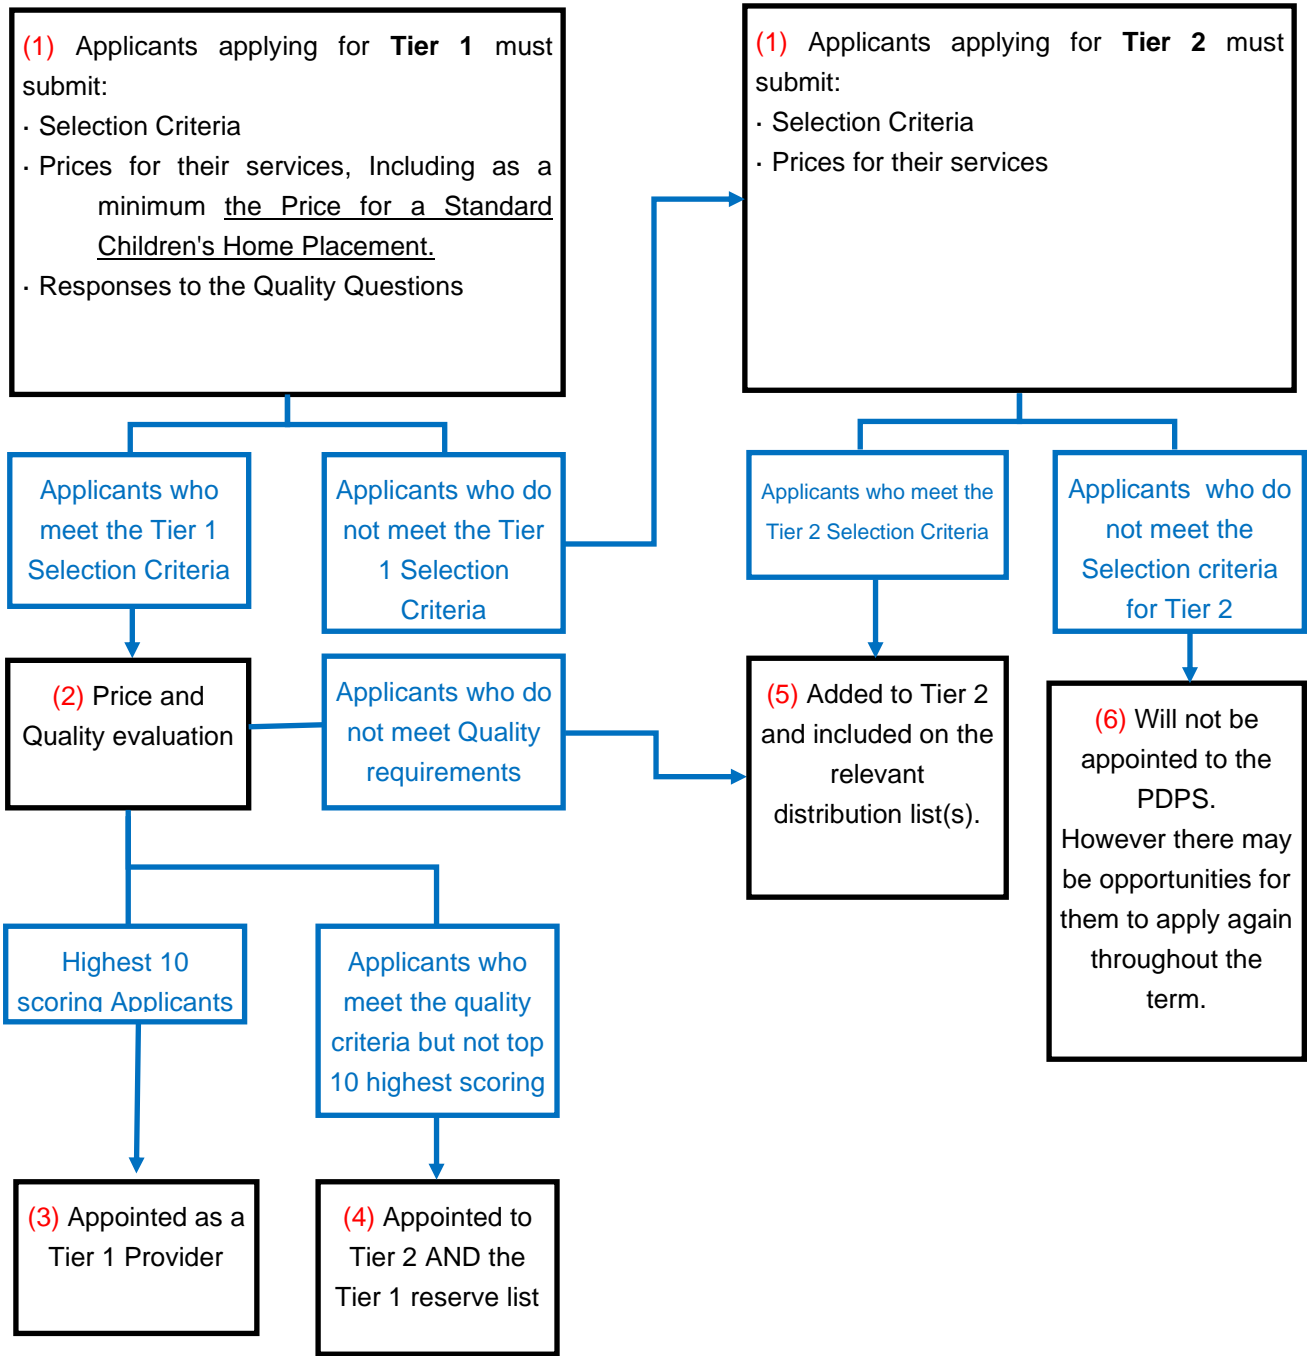 (1) Applicants applying for Tier 1 must
submit:
· Selection Criteria
· Prices for their services, Including as a
minimum the Price for a Standard
Children's Home Placement.
· Responses to the Quality Questions
(1) Applicants applying for Tier 2 must
submit:
· Selection Criteria
· Prices for their services
Applicants who
meet the Tier 1
Selection Criteria
Applicants who do
not meet the Tier
1 Selection
Criteria
Applicants who meet the
Tier 2 Selection Criteria
Applicants who do
not meet the
Selection criteria
for Tier 2
(2) Price and
Quality evaluation
Applicants who do
not meet Quality
requirements
(5) Added to Tier 2
and included on the
relevant
distribution list(s).
(6) Will not be
appointed to the
PDPS.
However there may
be opportunities for
them to apply again
throughout the
term.
Highest 10
scoring Applicants
Applicants who
meet the quality
criteria but not top
10 highest scoring
(3) Appointed as a
Tier 1 Provider
(4) Appointed to
Tier 2 AND the
Tier 1 reserve list